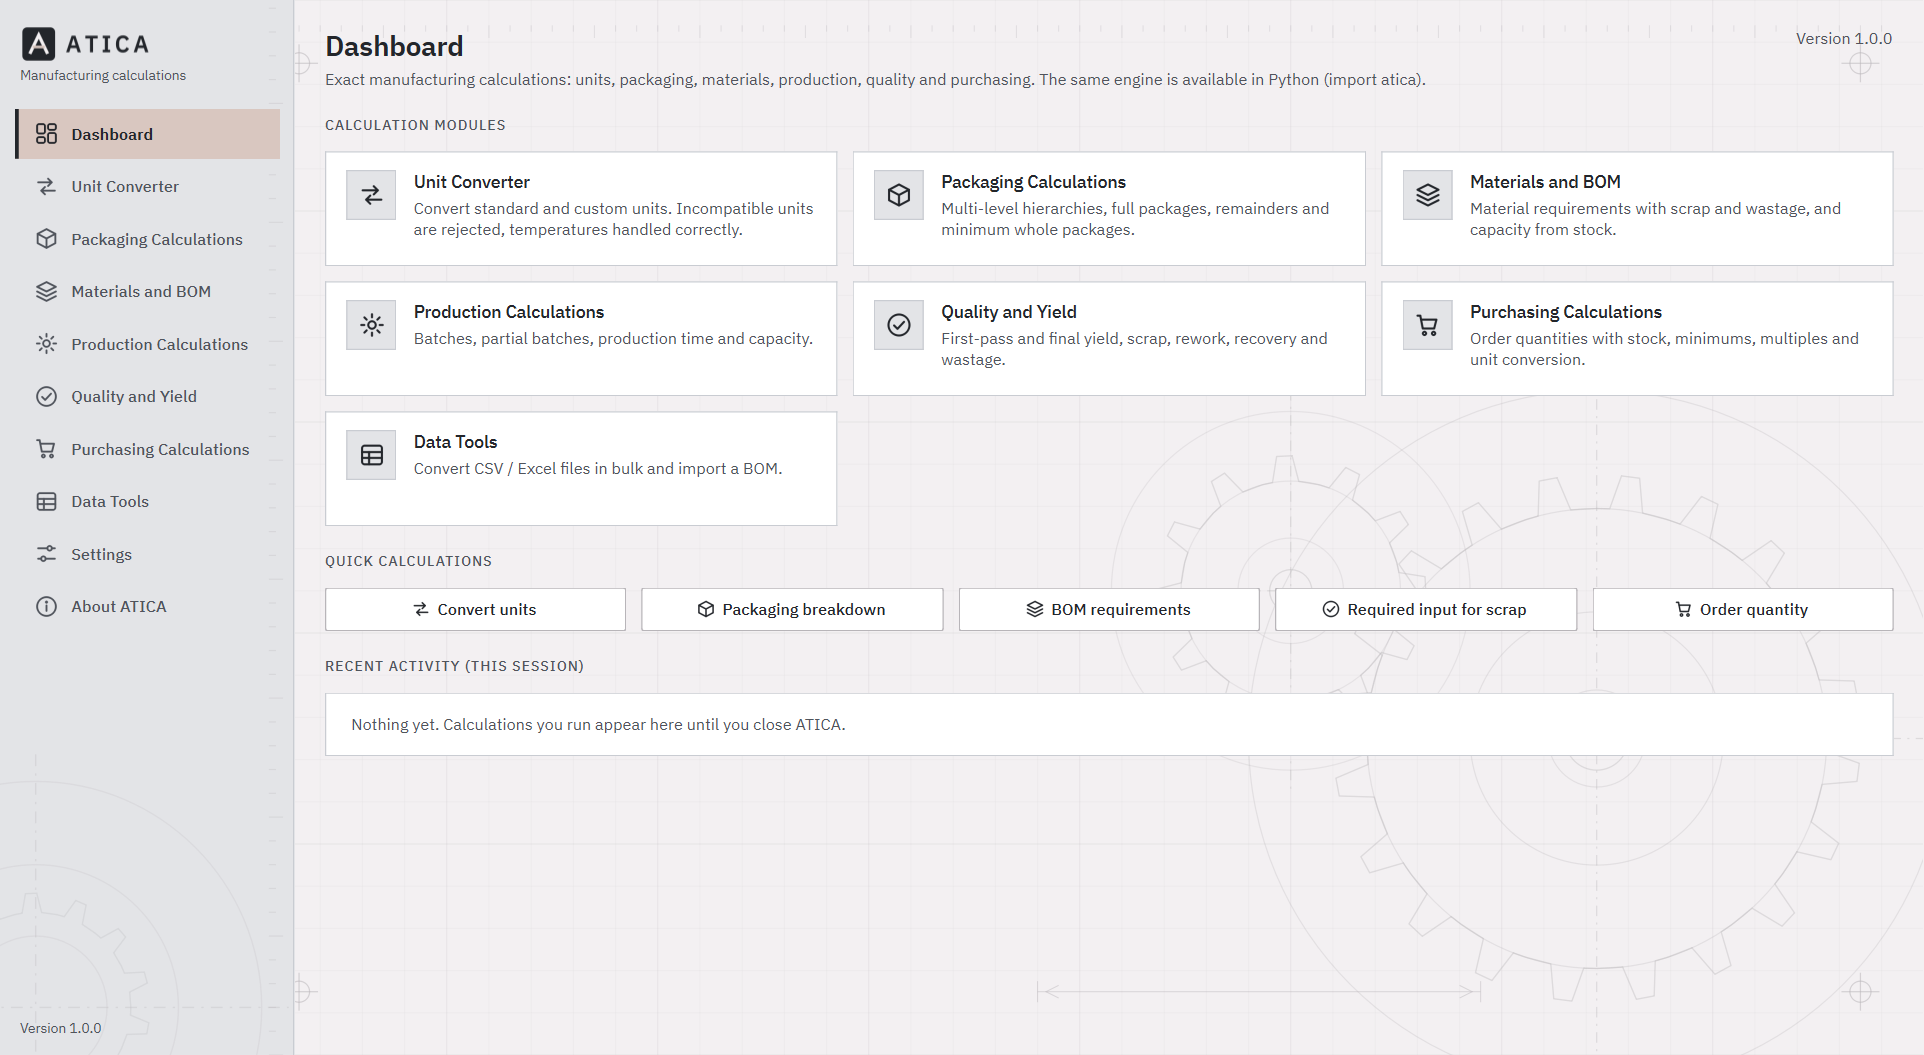 ATICA
Manufacturing calculations
Dashboard
Unit Converter
Packaging Calculations
Materials and BOM
Production Calculations
Quality and Yield
Purchasing Calculations
Data Tools
Settings
About ATICA
Version 1.0.0
Dashboard
Version 1.0.0
Exact manufacturing calculations: units, packaging, materials, production, quality and purchasing. The same engine is available in Python (import atica).
CALCULATION MODULES
Unit Converter
Convert standard and custom units. Incompatible units
are rejected, temperatures handled correctly.
Packaging Calculations
Multi-level hierarchies, full packages, remainders and
minimum whole packages.
Materials and BOM
Material requirements with scrap and wastage, and
capacity from stock.
Production Calculations
Batches, partial batches, production time and capacity.
Quality and Yield
First-pass and final yield, scrap, rework, recovery and
wastage.
Purchasing Calculations
Order quantities with stock, minimums, multiples and
unit conversion.
Data Tools
Convert CSV / Excel files in bulk and import a BOM.
QUICK CALCULATIONS
Convert units
Packaging breakdown
BOM requirements
Required input for scrap
Order quantity
RECENT ACTIVITY (THIS SESSION)
Nothing yet. Calculations you run appear here until you close ATICA.